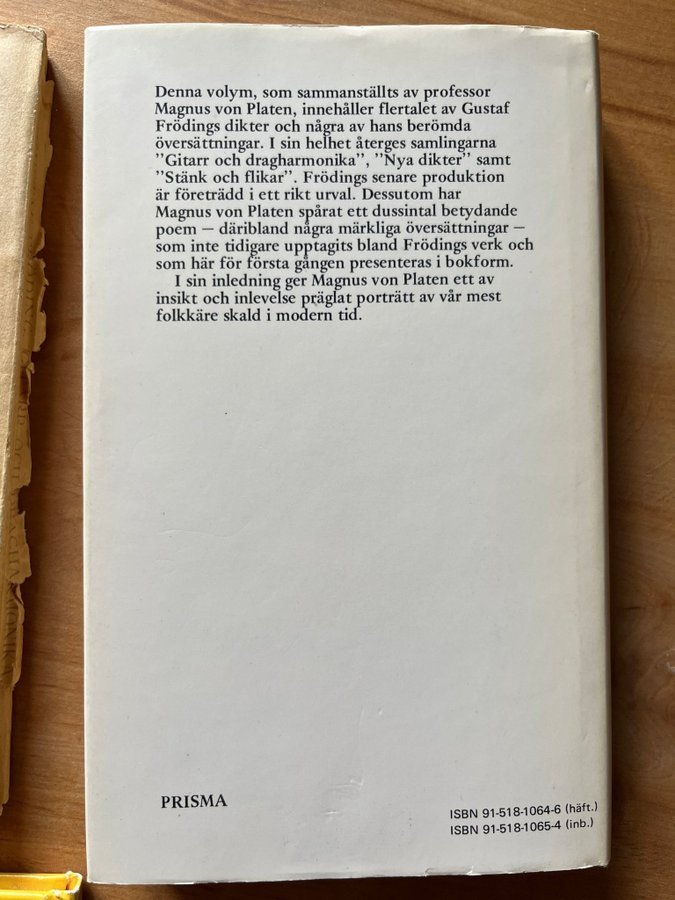 Denna volym, som sammanställts av professor
Magnus von Platen, innehåller flertalet av Gustaf
Frödings dikter och några av hans berömda
översättningar. I sin helhet återges samlingarna
"Gitarr och dragharmonika", "Nya dikter" samt
"Stänk och flikar". Frödings senare produktion
är företrädd i ett rikt urval. Dessutom har
Magnus von Platen spårat ett dussintal betydande
poem – däribland några märkliga översättningar –
som inte tidigare upptagits bland Frödings verk och
som här för första gången presenteras i bokform.
I sin inledning ger Magnus von Platen ett av
insikt och inlevelse präglat porträtt av vår mest
folkkäre skald i modern tid.
PRISMA
ISBN 91-518-1064-6 (häft.)
ISBN 91-518-1065-4 (inb.)